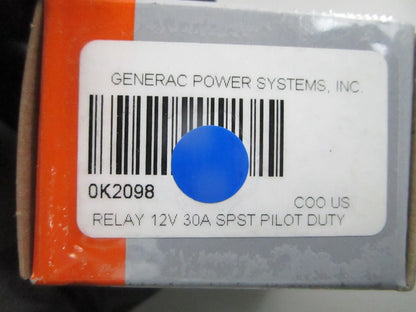 GENERAC POWER SYSTEMS, INC.
0K2098
COO US
RELAY 12V 30A SPST PILOT DUTY